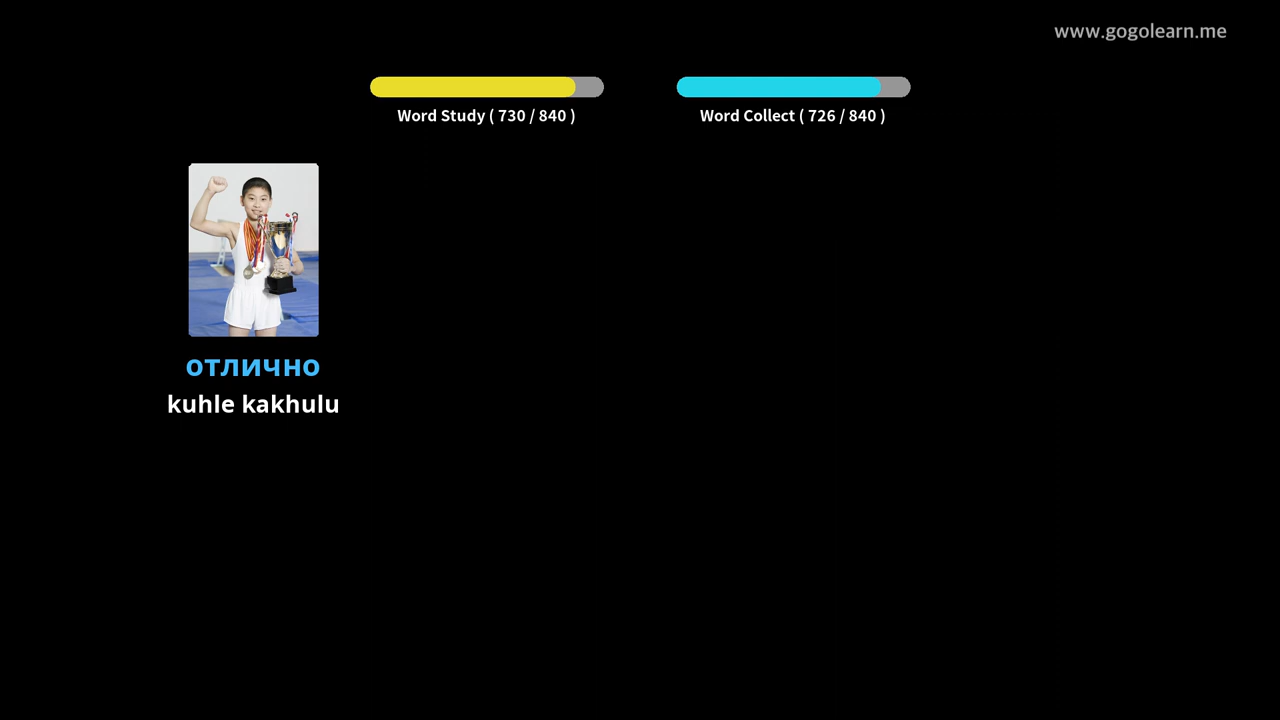 www.gogolearn.me
Word Study ( 730 / 840 )
Word Collect ( 726 / 840 )
отлично
kuhle kakhulu